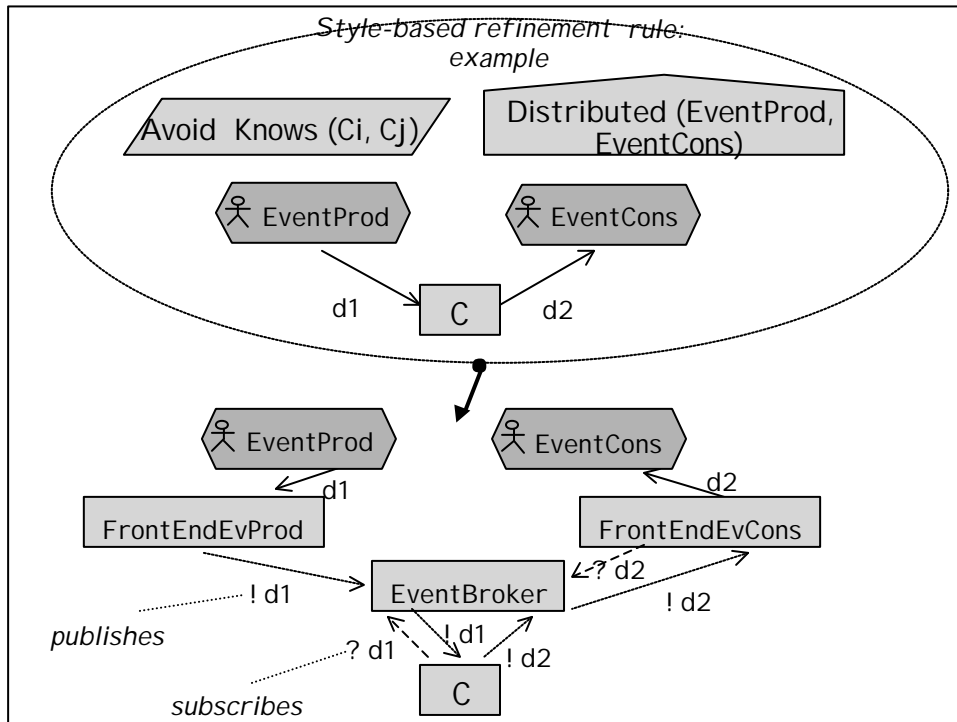 Style-based refinement rule:
example
Avoid Knows (Ci, Cj)
Distributed (EventProd,
EventCons)
EventProd
EventCons
d1
C
d2
EventProd
EventCons
d1
d2
FrontEndEvProd
FrontEndEvCons
? d2
! d1
EventBroker
! d2
publishes
! d1
? d1
! d2
subscribes
C